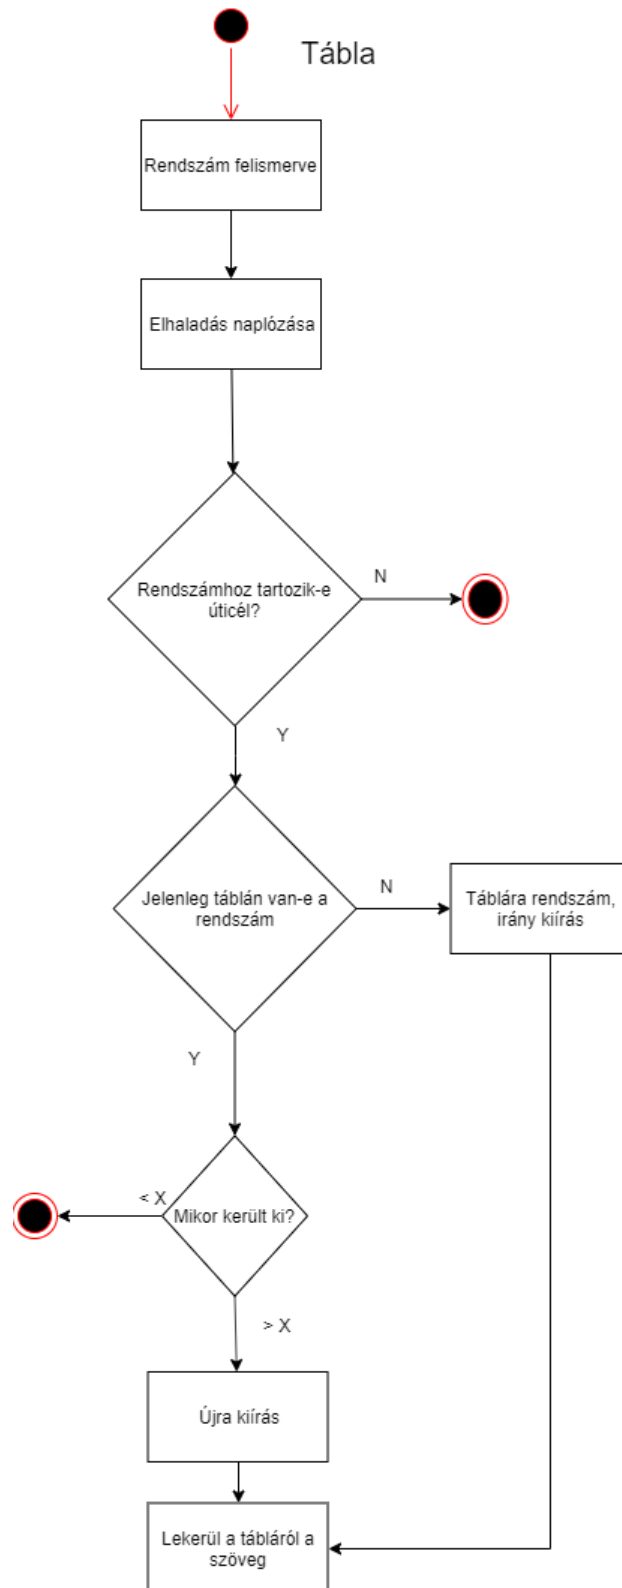 Tábla
Rendszám felismerve
Elhaladás naplózása
Rendszámhoz tartozik-e
úticél?
N
Y
Jelenleg táblán van-e a
rendszám
N
Táblára rendszám,
irány kiírás
Y
Mikor került ki?
< X
> X
Újra kiírás
Lekerül a tábláról a
szöveg